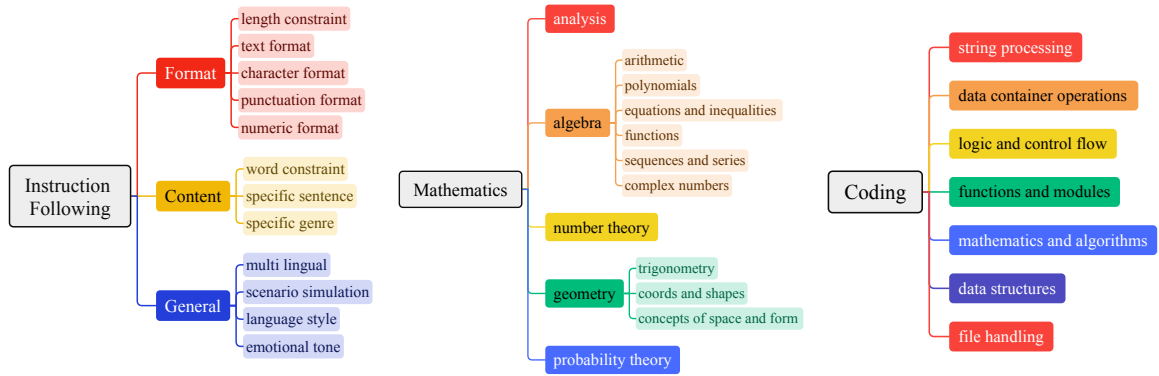 Instruction
Following
Format
length constraint
text format
character format
punctuation format
numeric format
Content
word constraint
specific sentence
specific genre
General
multi lingual
scenario simulation
language style
emotional tone
Mathematics
analysis
algebra
arithmetic
polynomials
equations and inequalities
functions
sequences and series
complex numbers
number theory
geometry
trigonometry
coords and shapes
concepts of space and form
probability theory
Coding
string processing
data container operations
logic and control flow
functions and modules
mathematics and algorithms
data structures
file handling